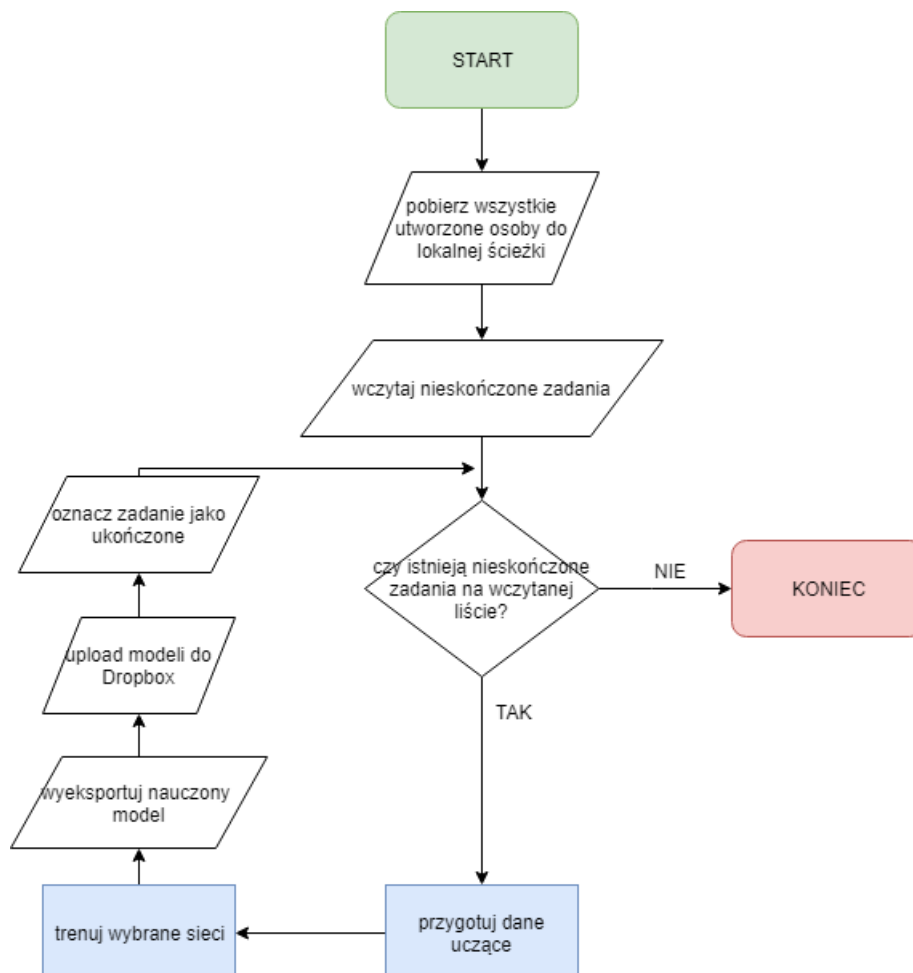 START
pobierz wszystkie
utworzone osoby do
lokalnej ścieżki
wczytaj nieskończone zadania
oznacz zadanie jako
ukończone
czy istnieją nieskończone
zadania na wczytanej
liście?
NIE
KONIEC
upload modeli do
Dropbox
TAK
wyeksportuj nauczony
model
trenuj wybrane sieci
przygotuj dane
uczące